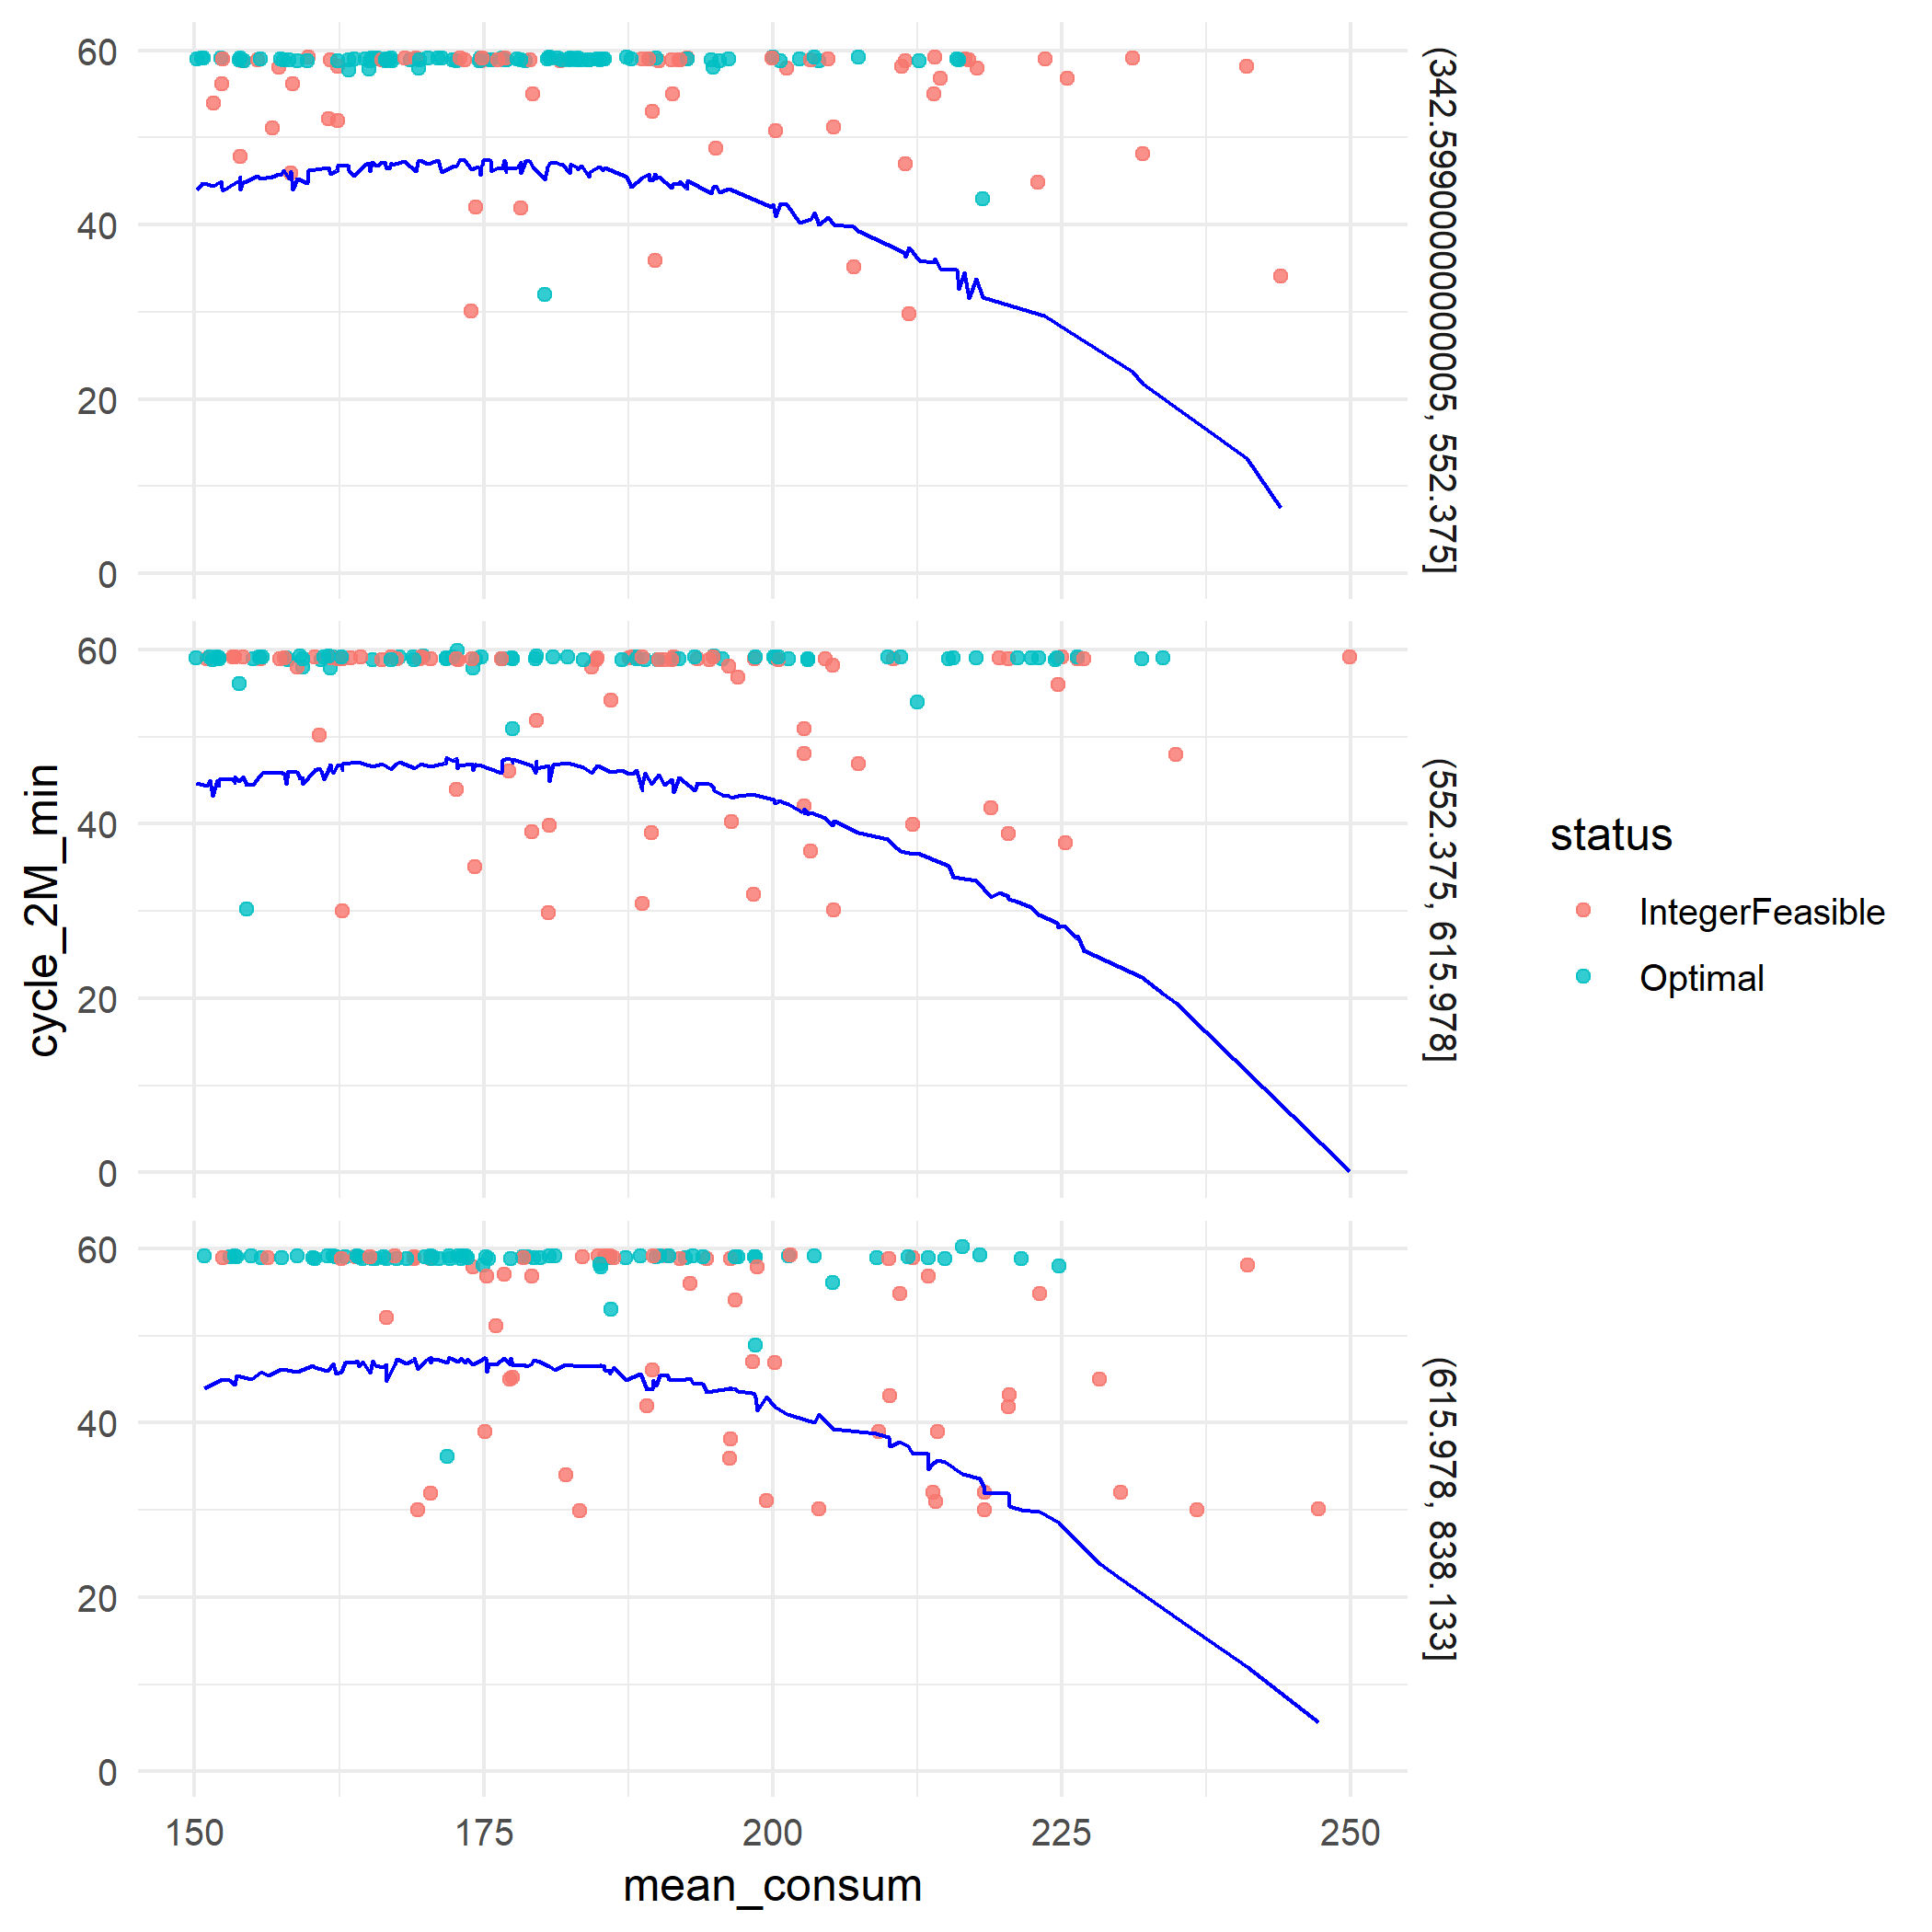 60
40
20
0
(342.59900000000005, 552.375]
60
40
20
0
(552.375, 615.978]
60
40
20
0
(615.978, 838.133]
cycle_2M_min
150 175 200 225 250
mean_consum
status
IntegerFeasible
Optimal